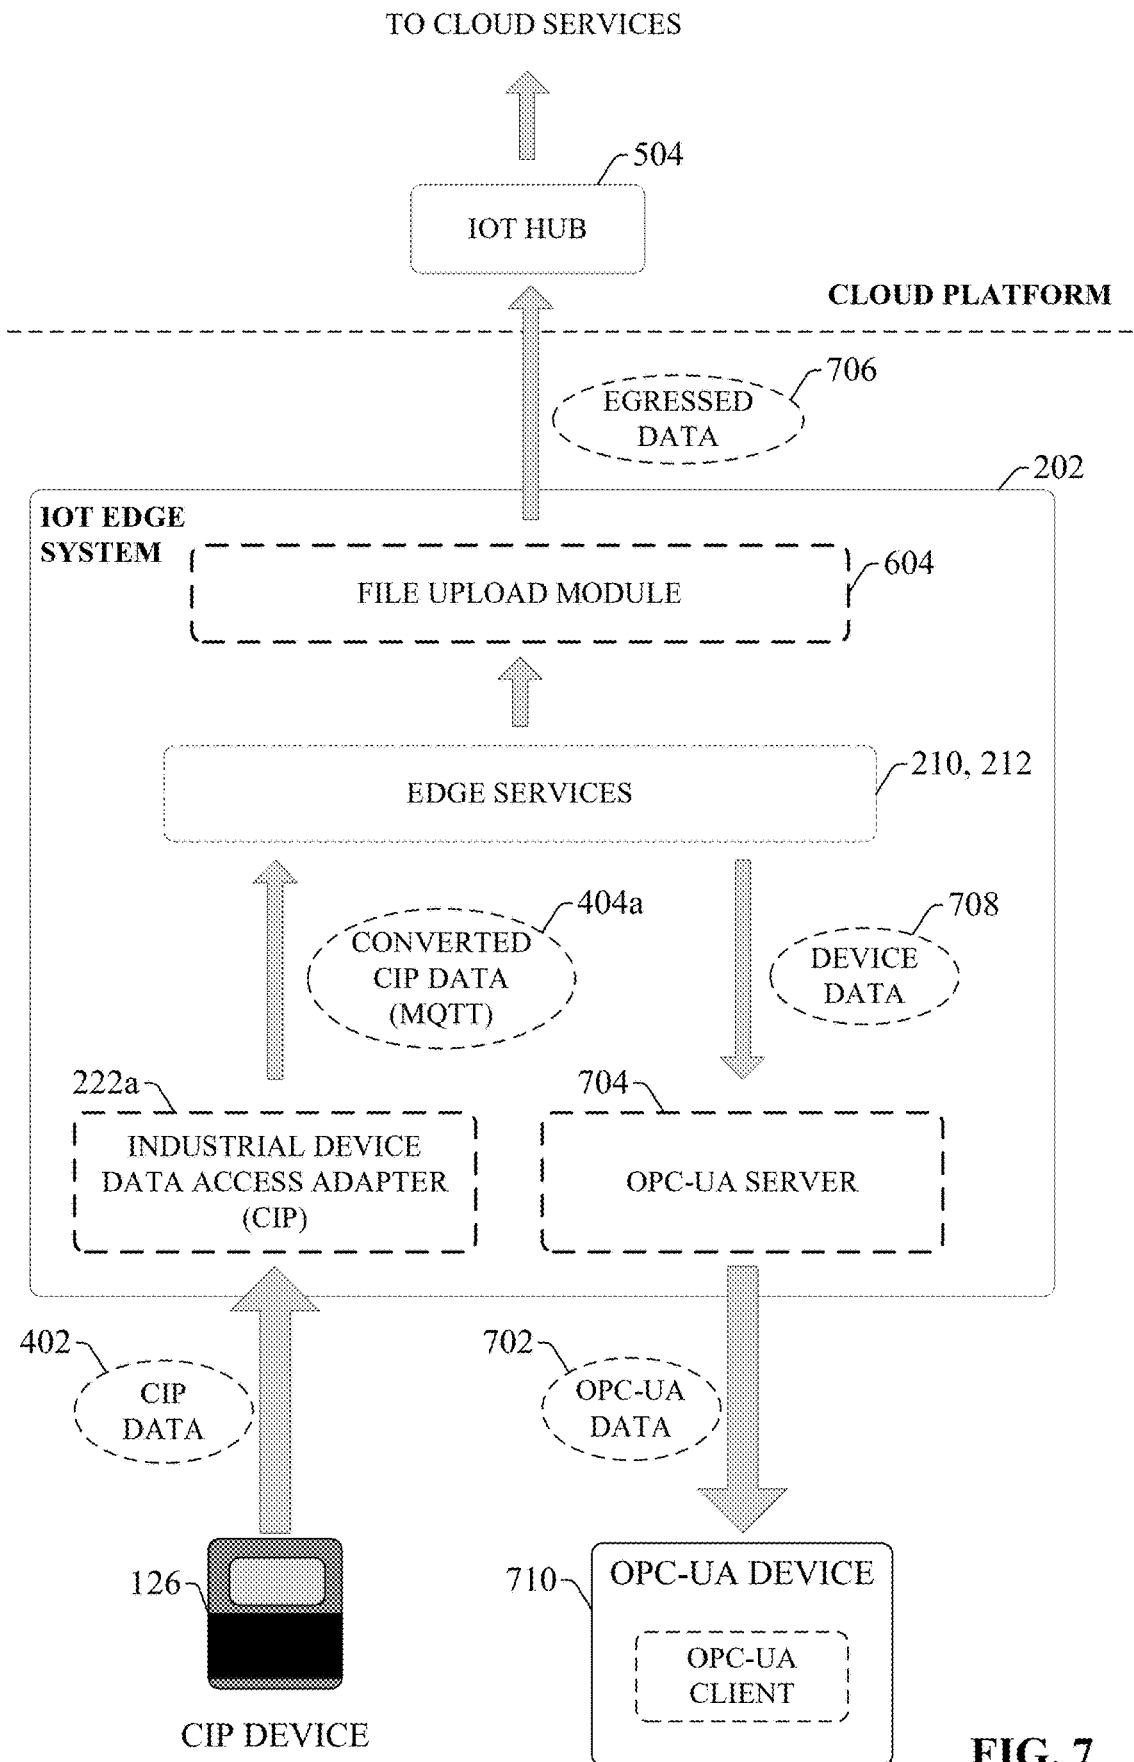 TO CLOUD SERVICES
504
IOT HUB
CLOUD PLATFORM
706
EGRESSED
DATA
202
IOT EDGE
SYSTEM
604
FILE UPLOAD MODULE
210, 212
EDGE SERVICES
404a
CONVERTED
CIP DATA
(MQTT)
708
DEVICE
DATA
222a
INDUSTRIAL DEVICE
DATA ACCESS ADAPTER
(CIP)
704
OPC-UA SERVER
402
CIP
DATA
702
OPC-UA
DATA
126
CIP DEVICE
710
OPC-UA DEVICE
OPC-UA
CLIENT
FIG. 7